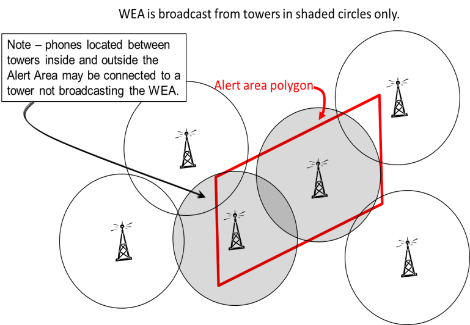 WEA is broadcast from towers in shaded circles only.
Note – phones located between
towers inside and outside the
Alert Area may be connected to a
tower not broadcasting the WEA.
Alert area polygon